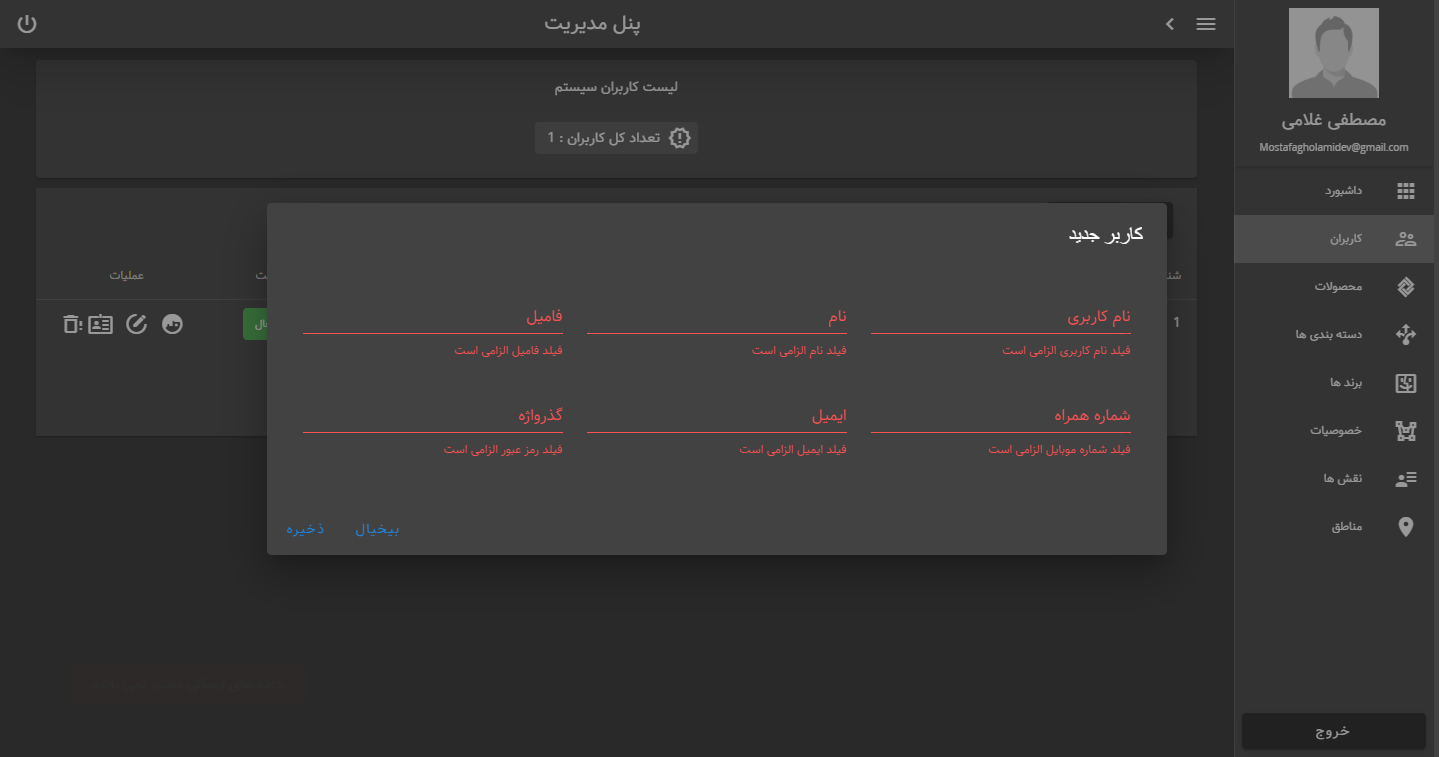 پنل مدیریت
مصطفی غلامی
Mostafagholamidev@gmail.com
داشبورد
کاربران
محصولات
دسته بندی ها
برند ها
خصوصیات
نقش ها
مناطق
خروج
لیست کاربران سیستم
تعداد کل کاربران : 1
عملیات
1
کاربر جدید
نام کاربری نام فامیل
فیلد نام کاربری الزامی است فیلد نام الزامی است فیلد فامیل الزامی است
شماره همراه ایمیل گذرواژه
فیلد شماره موبایل الزامی است فیلد ایمیل الزامی است فیلد رمز عبور الزامی است
بیخیال ذخیره